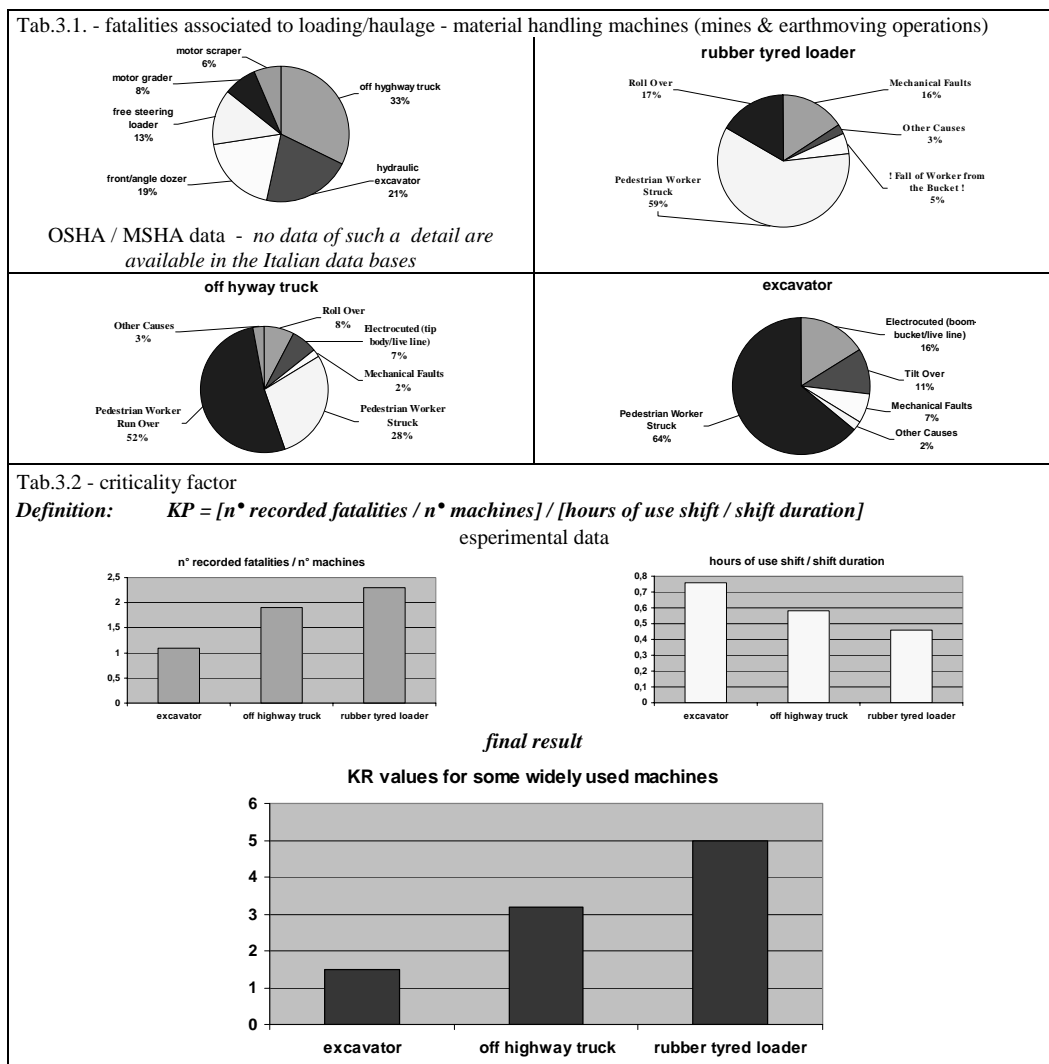 Tab.3.1. - fatalities associated to loading/haulage - material handling machines (mines & earthmoving operations)
motor scraper
6%
motor grader
8%
free steering
loader
13%
front/angle dozer
19%
off hyghway truck
33%
hydraulic
excavator
21%
OSHA / MSHA data - no data of such a detail are
available in the Italian data bases
rubber tyred loader
Roll Over
17%
Mechanical Faults
16%
Other Causes
3%
! Fall of Worker from
the Bucket !
5%
Pedestrian Worker
Struck
59%
off hyway truck
Other Causes
3%
Roll Over
8%
Electrocuted (tip
body/live line)
7%
Mechanical Faults
2%
Pedestrian Worker
Struck
28%
Pedestrian Worker
Run Over
52%
excavator
Electrocuted (boom-
bucket/live line)
16%
Tilt Over
11%
Mechanical Faults
7%
Other Causes
2%
Pedestrian Worker
Struck
64%
Tab.3.2 - criticality factor
Definition: KP = [n° recorded fatalities / n° machines] / [hours of use shift / shift duration]
esperimental data
n° recorded fatalities / n° machines
2,5
2
1,5
1
0,5
0
excavator off highway truck rubber tyred loader
hours of use shift / shift duration
0,8
0,7
0,6
0,5
0,4
0,3
0,2
0,1
0
excavator off highway truck rubber tyred loader
final result
KR values for some widely used machines
6
5
4
3
2
1
0
excavator off highway truck rubber tyred loader